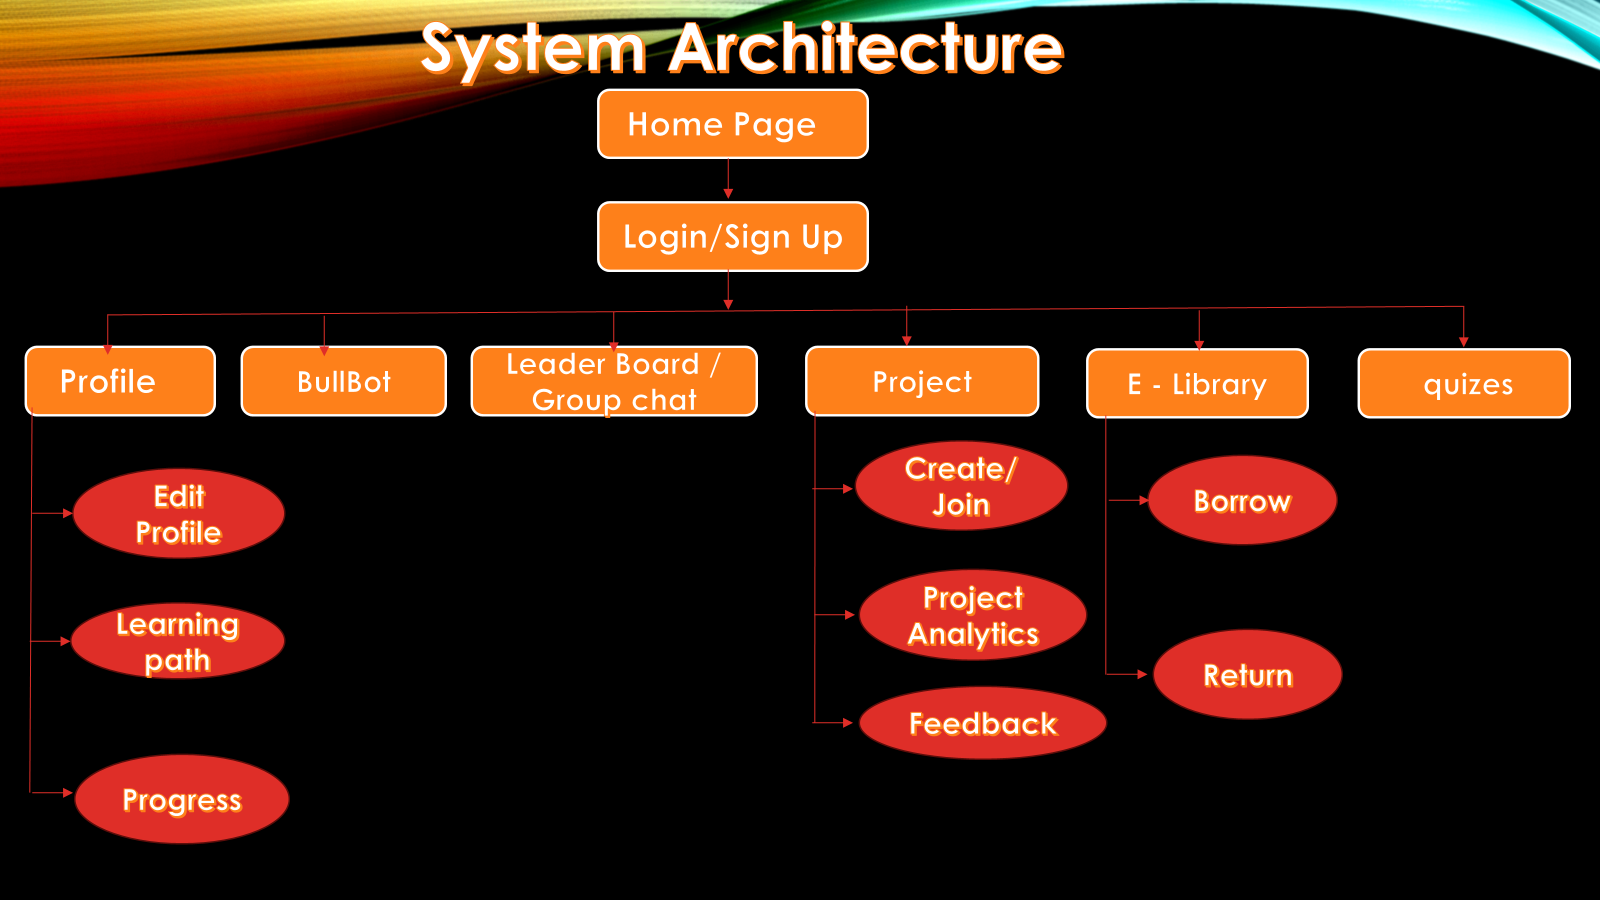 System Architecture
Home Page
Login/Sign Up
Profile
BullBot
Leader Board /
Group chat
Project
E - Library
quizes
Edit
Profile
Learning
path
Progress
Create/
Join
Project
Analytics
Feedback
Borrow
Return